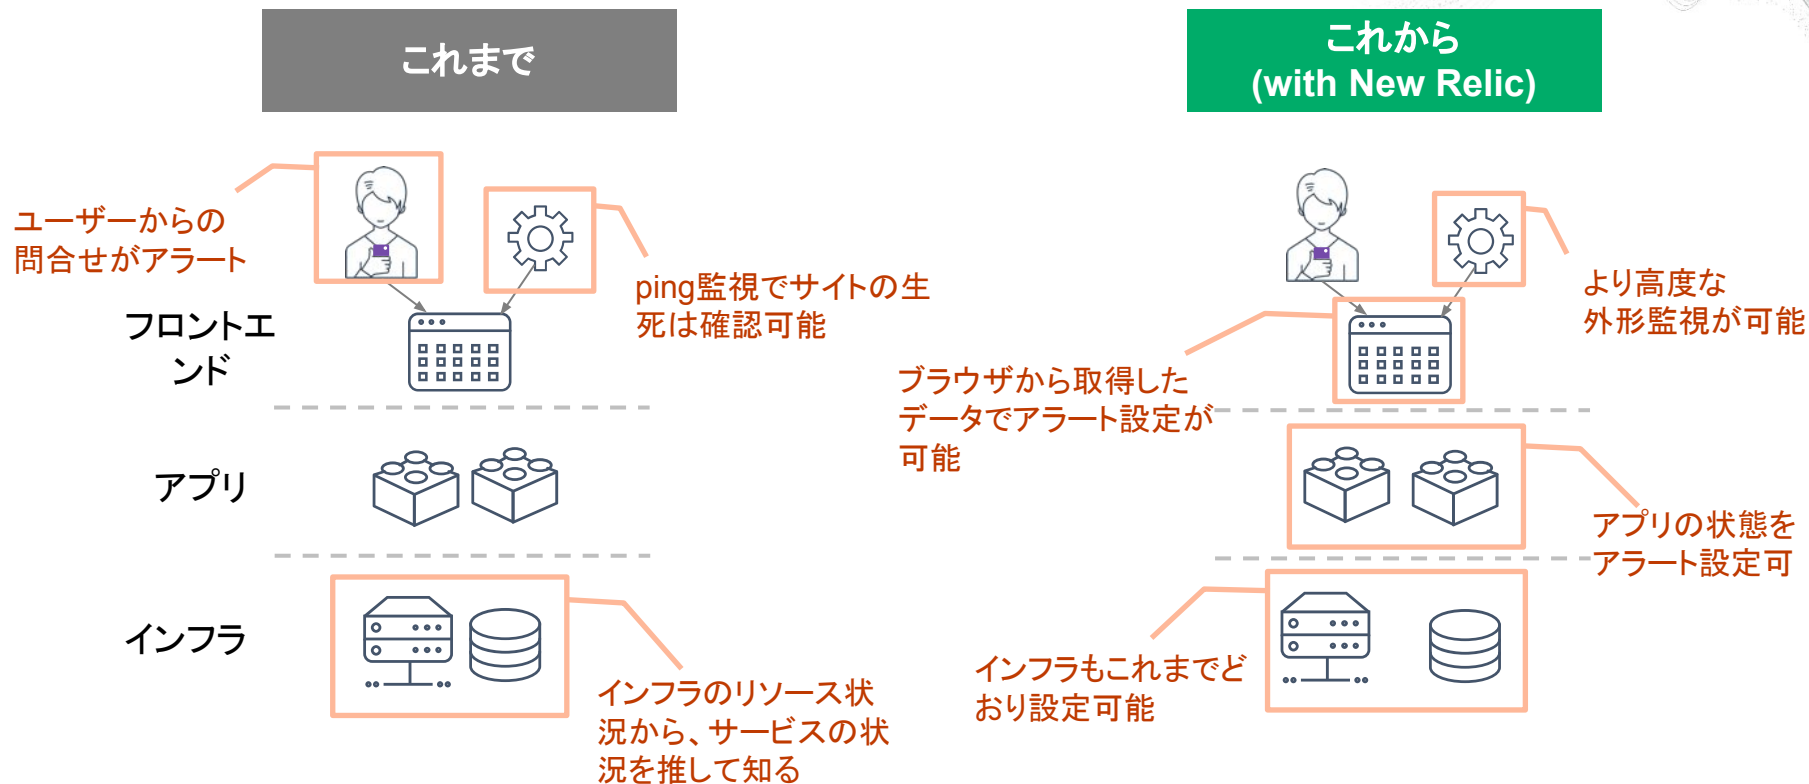 これまで
ユーザーからの
問合せがアラート
ping監視でサイトの生
死は確認可能
フロントエ
ンド
アプリ
インフラ
インフラのリソース状
況から、サービスの状
況を推して知る
これから
(with New Relic)
より高度な
外形監視が可能
ブラウザから取得した
データでアラート設定が
可能
アプリの状態を
アラート設定可
インフラもこれまでど
おり設定可能